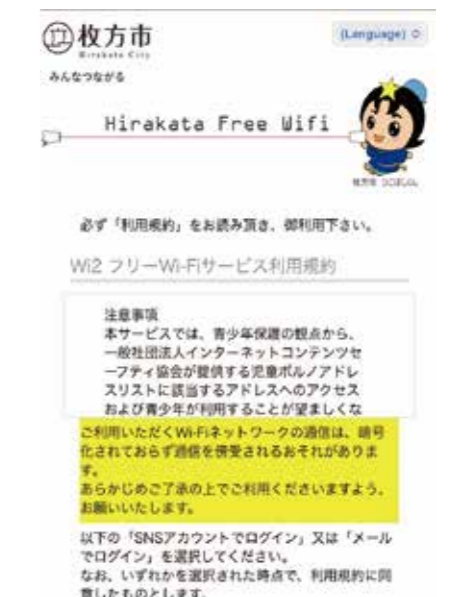 枚方市
Hirakata City
(Language)
みんなつながる
Hirakata Free Wifi
枚方市 ひこぼしくん
必ず「利用規約」をお読み頂き、御利用下さい。
Wi2 フリーWi-Fiサービス利用規約
注意事項
本サービスでは、青少年保護の観点から、
一般社団法人インターネットコンテンツセ
ーフティ協会が提供する児童ポルノアドレ
スリストに該当するアドレスへのアクセス
および青少年が利用することが望ましくな
ご利用いただくWi-Fiネットワークの通信は、暗号
化されておらず通信を傍受されるおそれがありま
す。
あらかじめご了承の上でご利用くださいますよう、
お願いいたします。
以下の「SNSアカウントでログイン」又は「メール
でログイン」を選択してください。
なお、いずれかを選択された時点で、利用規約に同
意したものとします。